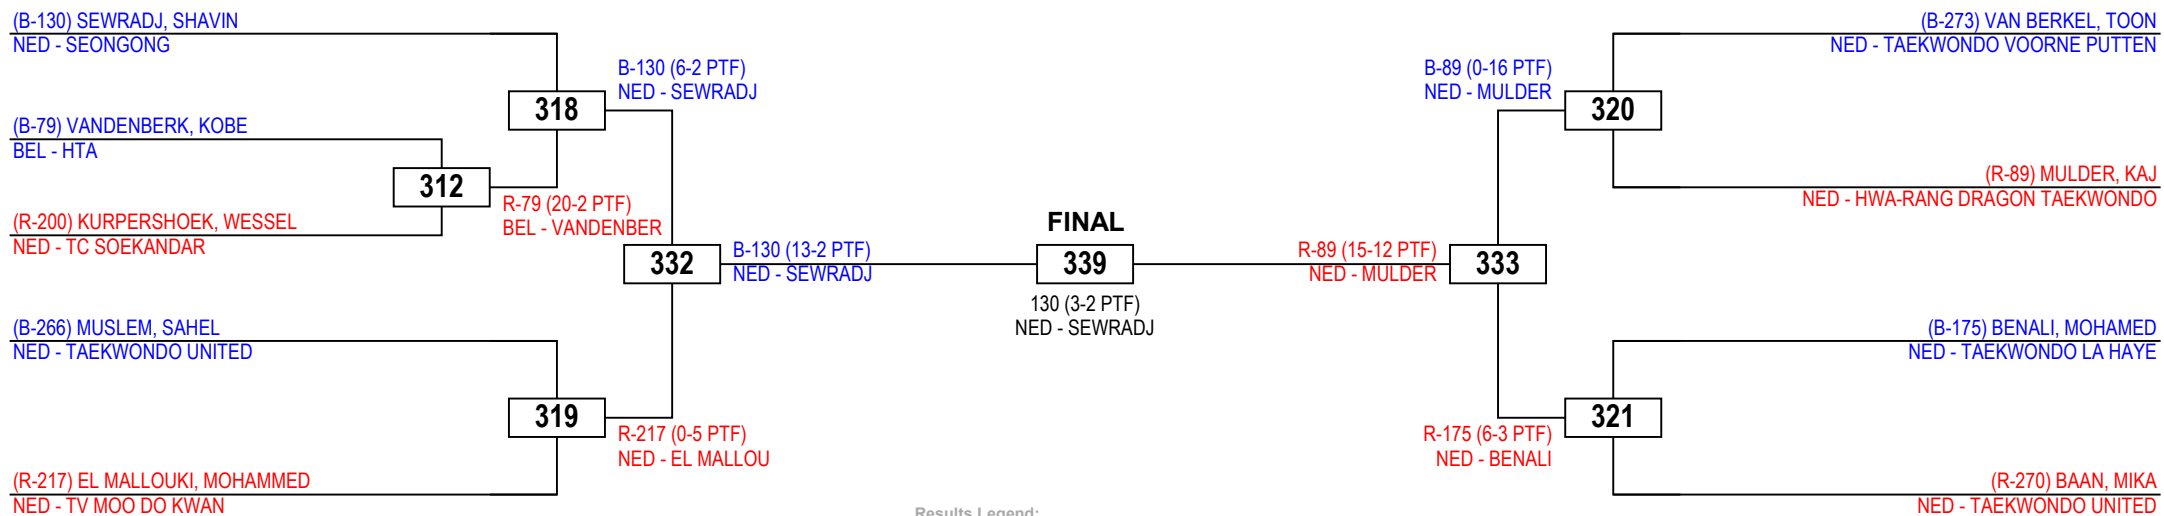 (B-130) SEWRADJ, SHAVIN
NED - SEONGONG
(B-79) VANDENBERK, KOBE
BEL - HTA
(R-200) KURPERSHOEK, WESSEL
NED - TC SOEKANDAR
(B-266) MUSLEM, SAHEL
NED - TAEKWONDO UNITED
(R-217) EL MALLOUKI, MOHAMMED
NED - TV MOO DO KWAN
312
R-79 (20-2 PTF)
BEL - VANDENBER
318
B-130 (6-2 PTF)
NED - SEWRADJ
319
R-217 (0-5 PTF)
NED - EL MALLOU
332
B-130 (13-2 PTF)
NED - SEWRADJ
FINAL
339
130 (3-2 PTF)
NED - SEWRADJ
R-89 (15-12 PTF)
NED - MULDER
333
B-89 (0-16 PTF)
NED - MULDER
320
R-175 (6-3 PTF)
NED - BENALI
321
(B-273) VAN BERKEL, TOON
NED - TAEKWONDO VOORNE PUTTEN
(R-89) MULDER, KAJ
NED - HWA-RANG DRAGON TAEKWONDO
(B-175) BENALI, MOHAMED
NED - TAEKWONDO LA HAYE
(R-270) BAAN, MIKA
NED - TAEKWONDO UNITED
Results Legend: